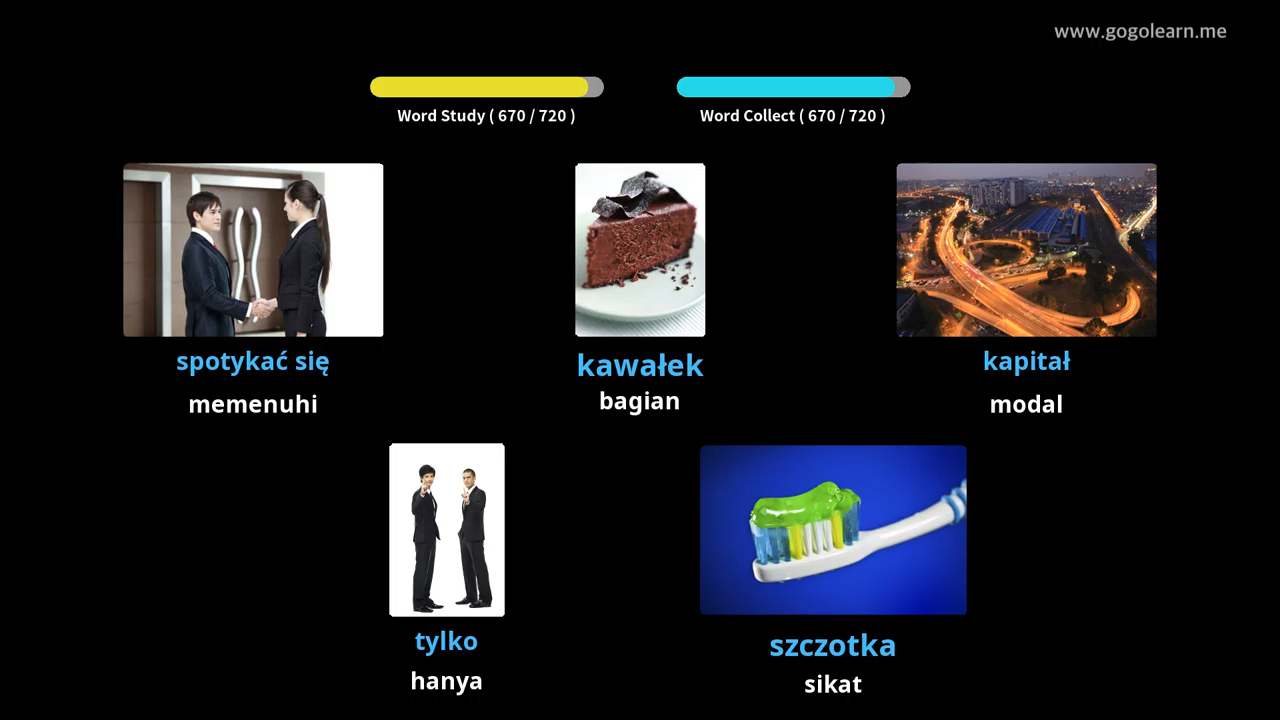 www.gogolearn.me
Word Study ( 670 / 720 )
Word Collect ( 670 / 720 )
spotykać się
memenuhi
kawałek
bagian
kapitał
modal
tylko
hanya
szczotka
sikat